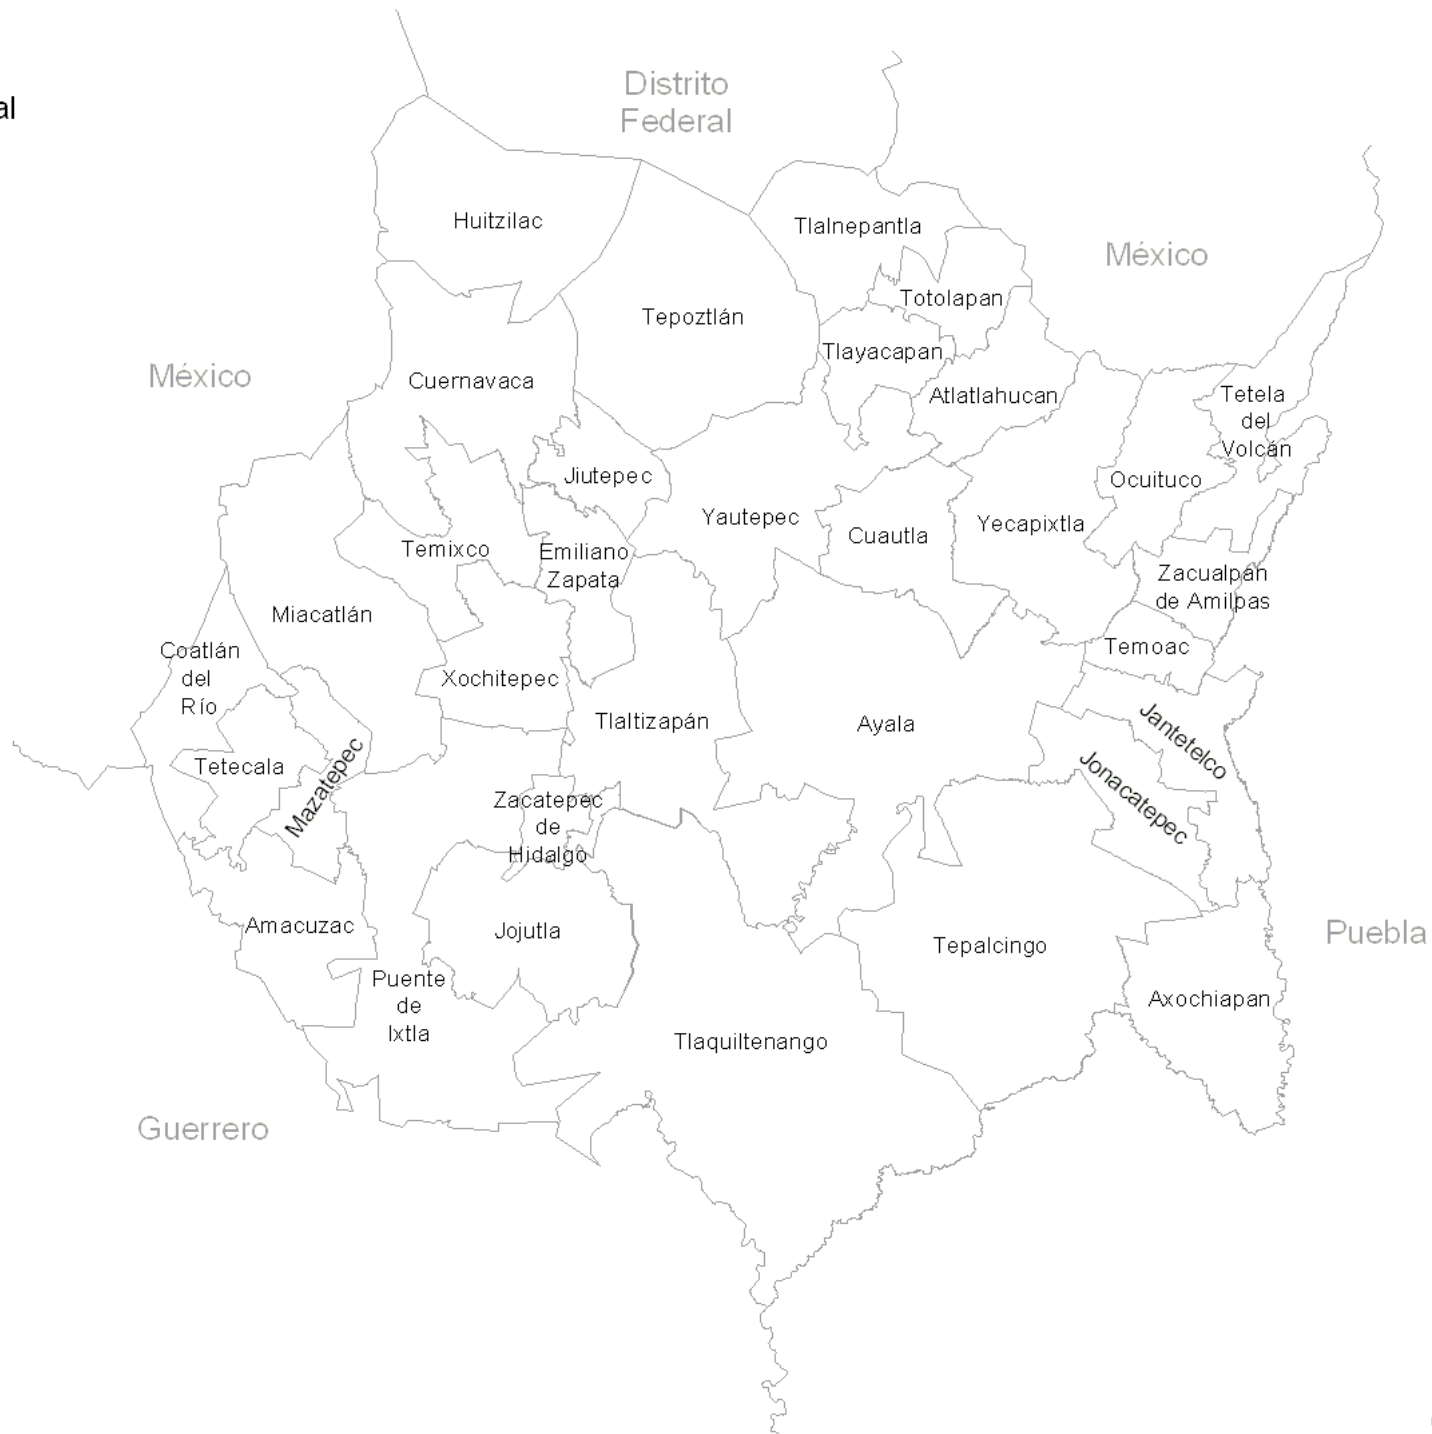 al
Distrito
Federal
Huitzilac
Tlalnepantla
México
Totolapan
Tepoztlán
Tlayacapan
México
Cuernavaca
Atlatlahucan
Tetela
del
Volcán
Jiutepec
Ocuituco
Yautepec
Yecapixtla
Cuautla
Temixco
Emiliano
Zapata
Zacualpan
de Amilpas
Miacatlán
Temoac
Coatlán
del
Río
Xochitepec
Tlaltizapán
Ayala
Jantetelco
Tetecala
Mazatepec
Jonacatepec
Zacatepec
de
Hidalgo
Amacuzac
Jojutla
Puebla
Tepalcingo
Puente
de
Ixtla
Axochiapan
Tlaquiltenango
Guerrero